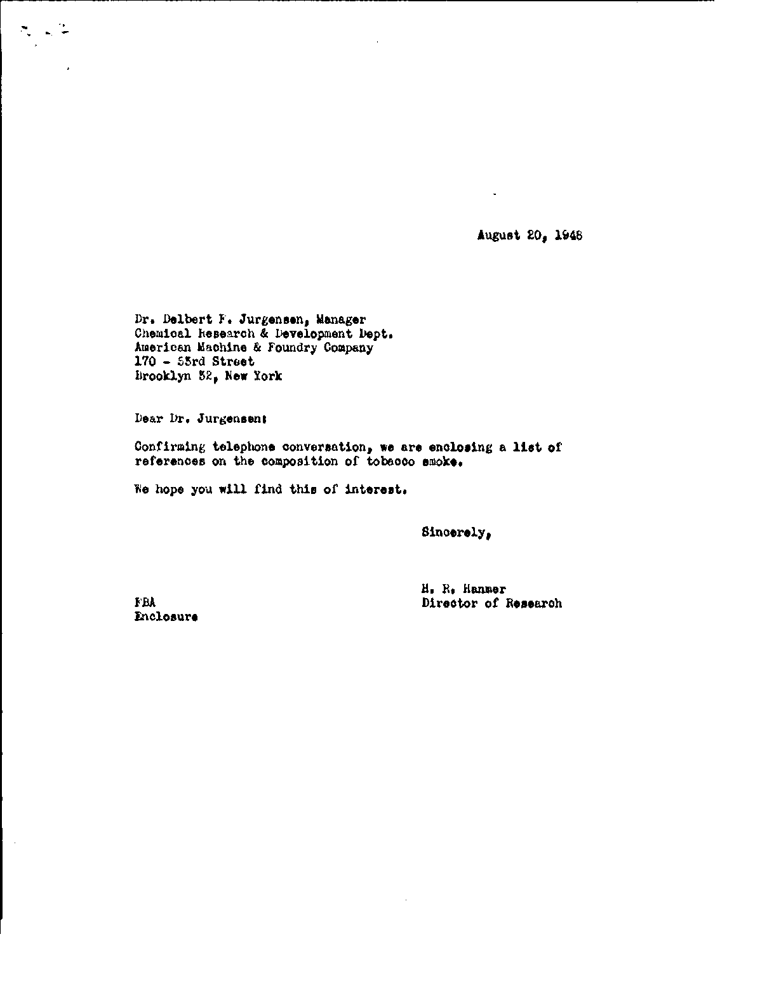 August 20, 1948
Dr. Delbert F. Jurgensen, Manager
Chemical Research & Development Dept.
American Machine & Foundry Company
170 - 53rd Street
Brooklyn 32, New York
Dear Dr. Jurgensen:
Confirming telephone conversation, we are enclosing a list of
references on the composition of tobacco smoke.
We hope you will find this of interest.
Sincerely,
H. R. Hanmer
Director of Research
FBA
Enclosure